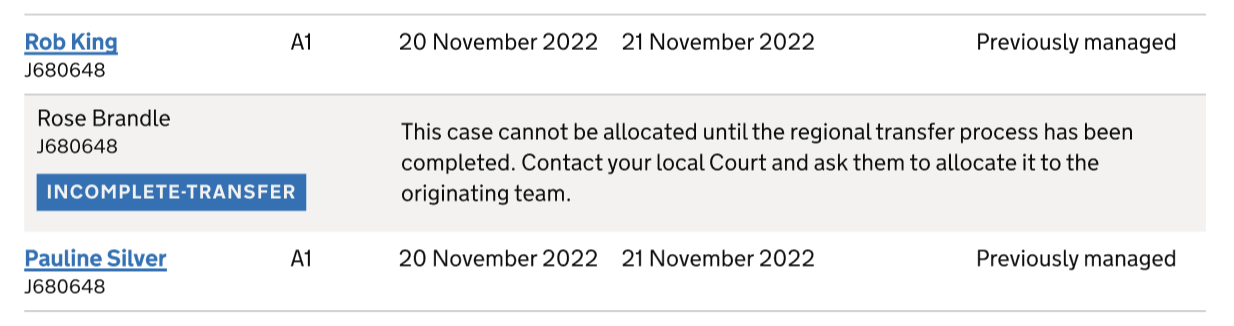 Rob King A1 20 November 2022 21 November 2022 Previously managed
J680648
Rose Brandle
J680648
INCOMPLETE-TRANSFER
This case cannot be allocated until the regional transfer process has been
completed. Contact your local Court and ask them to allocate it to the
originating team.
Pauline Silver A1 20 November 2022 21 November 2022 Previously managed
J680648